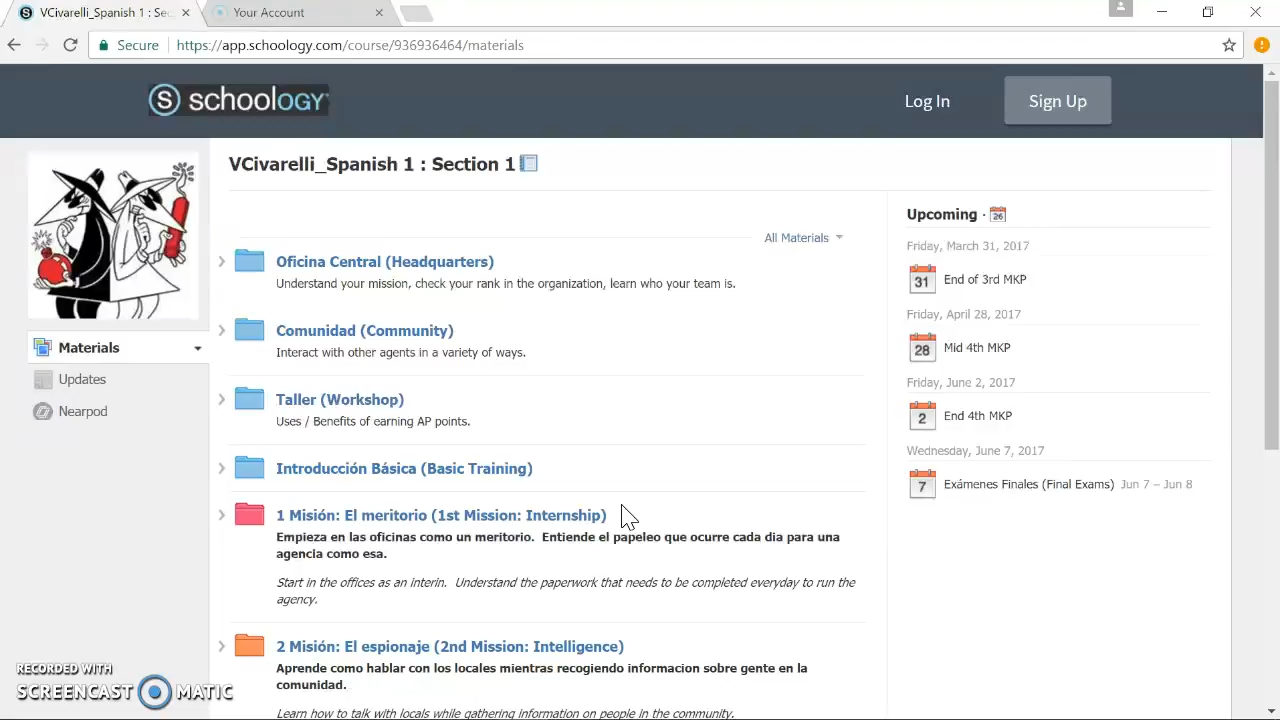 VCivarelli_Spanish 1 : Sec
Your Account
Secure
https://app.schoology.com/course/936936464/materials
S schoology
Log In
Sign Up
VCivarelli_Spanish 1 : Section 1
All Materials
Oficina Central (Headquarters)
Understand your mission, check your rank in the organization, learn who your team is.
Comunidad (Community)
Interact with other agents in a variety of ways.
Taller (Workshop)
Uses / Benefits of earning AP points.
Introducción Básica (Basic Training)
1 Misión: El meritorio (1st Mission: Internship)
Empieza en las oficinas como un meritorio. Entiende el papeleo que ocurre cada dia para una
agencia como esa.
Start in the offices as an interin. Understand the paperwork that needs to be completed everyday to run the
agency.
2 Misión: El espionaje (2nd Mission: Intelligence)
Aprende como hablar con los locales mientras recogiendo informacion sobre gente en la
comunidad.
Learn how to talk with locals while gathering information on people in the community.
Materials
Updates
Nearpod
Upcoming · 26
Friday, March 31, 2017
31 End of 3rd MKP
Friday, April 28, 2017
28 Mid 4th MKP
Friday, June 2, 2017
2 End 4th MKP
Wednesday, June 7, 2017
7 Exámenes Finales (Final Exams) Jun 7 – Jun 8
RECORDED WITH
SCREENCAST MATIC